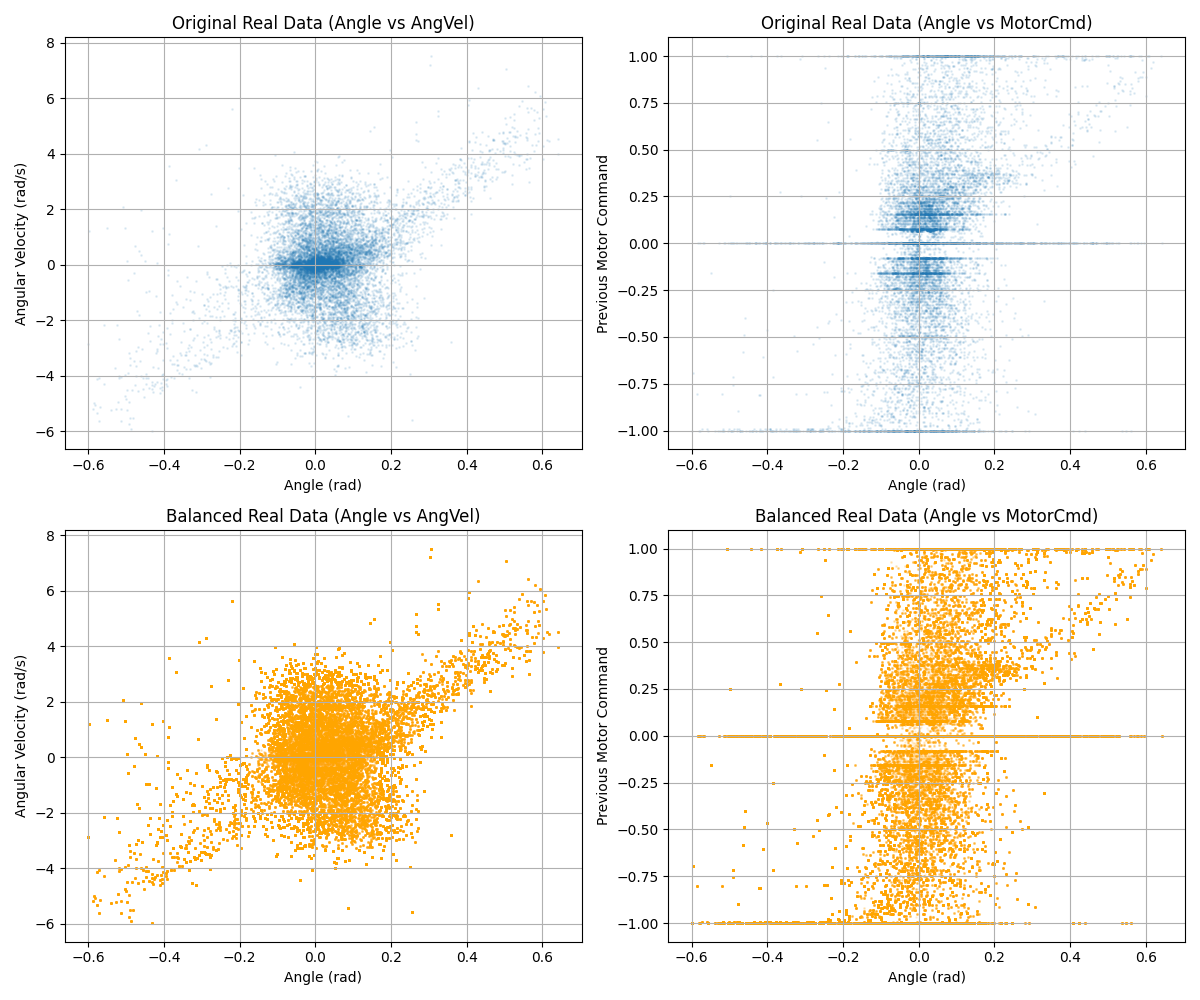 Original Real Data (Angle vs AngVel)
Angular Velocity (rad/s)
8
6
4
2
0
−2
−4
−6
−0.6 −0.4 −0.2 0.0 0.2 0.4 0.6
Angle (rad)
Original Real Data (Angle vs MotorCmd)
Previous Motor Command
1.00
0.75
0.50
0.25
0.00
−0.25
−0.50
−0.75
−1.00
−0.6 −0.4 −0.2 0.0 0.2 0.4 0.6
Angle (rad)
Balanced Real Data (Angle vs AngVel)
Angular Velocity (rad/s)
8
6
4
2
0
−2
−4
−6
−0.6 −0.4 −0.2 0.0 0.2 0.4 0.6
Angle (rad)
Balanced Real Data (Angle vs MotorCmd)
Previous Motor Command
1.00
0.75
0.50
0.25
0.00
−0.25
−0.50
−0.75
−1.00
−0.6 −0.4 −0.2 0.0 0.2 0.4 0.6
Angle (rad)